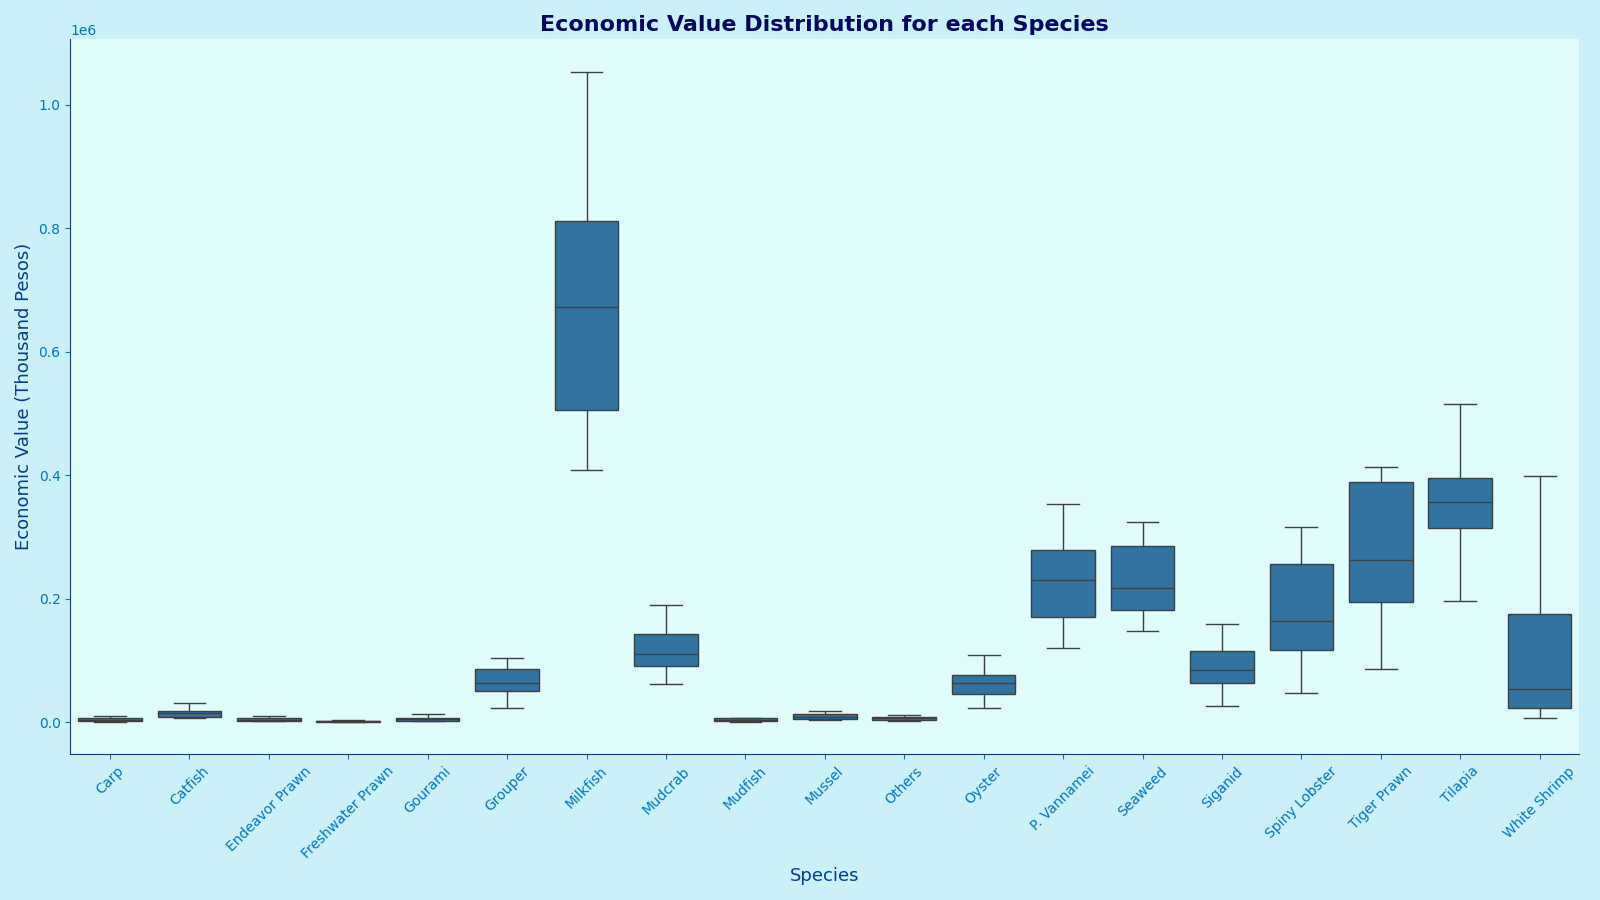 Economic Value Distribution for each Species
1e6
1.0
0.8
0.6
0.4
0.2
0.0
Economic Value (Thousand Pesos)
Carp
Catfish
Endeavor Prawn
Freshwater Prawn
Gourami
Grouper
Milkfish
Mudcrab
Mudfish
Mussel
Others
Oyster
P. Vannamei
Seaweed
Siganid
Spiny Lobster
Tiger Prawn
Tilapia
White Shrimp
Species